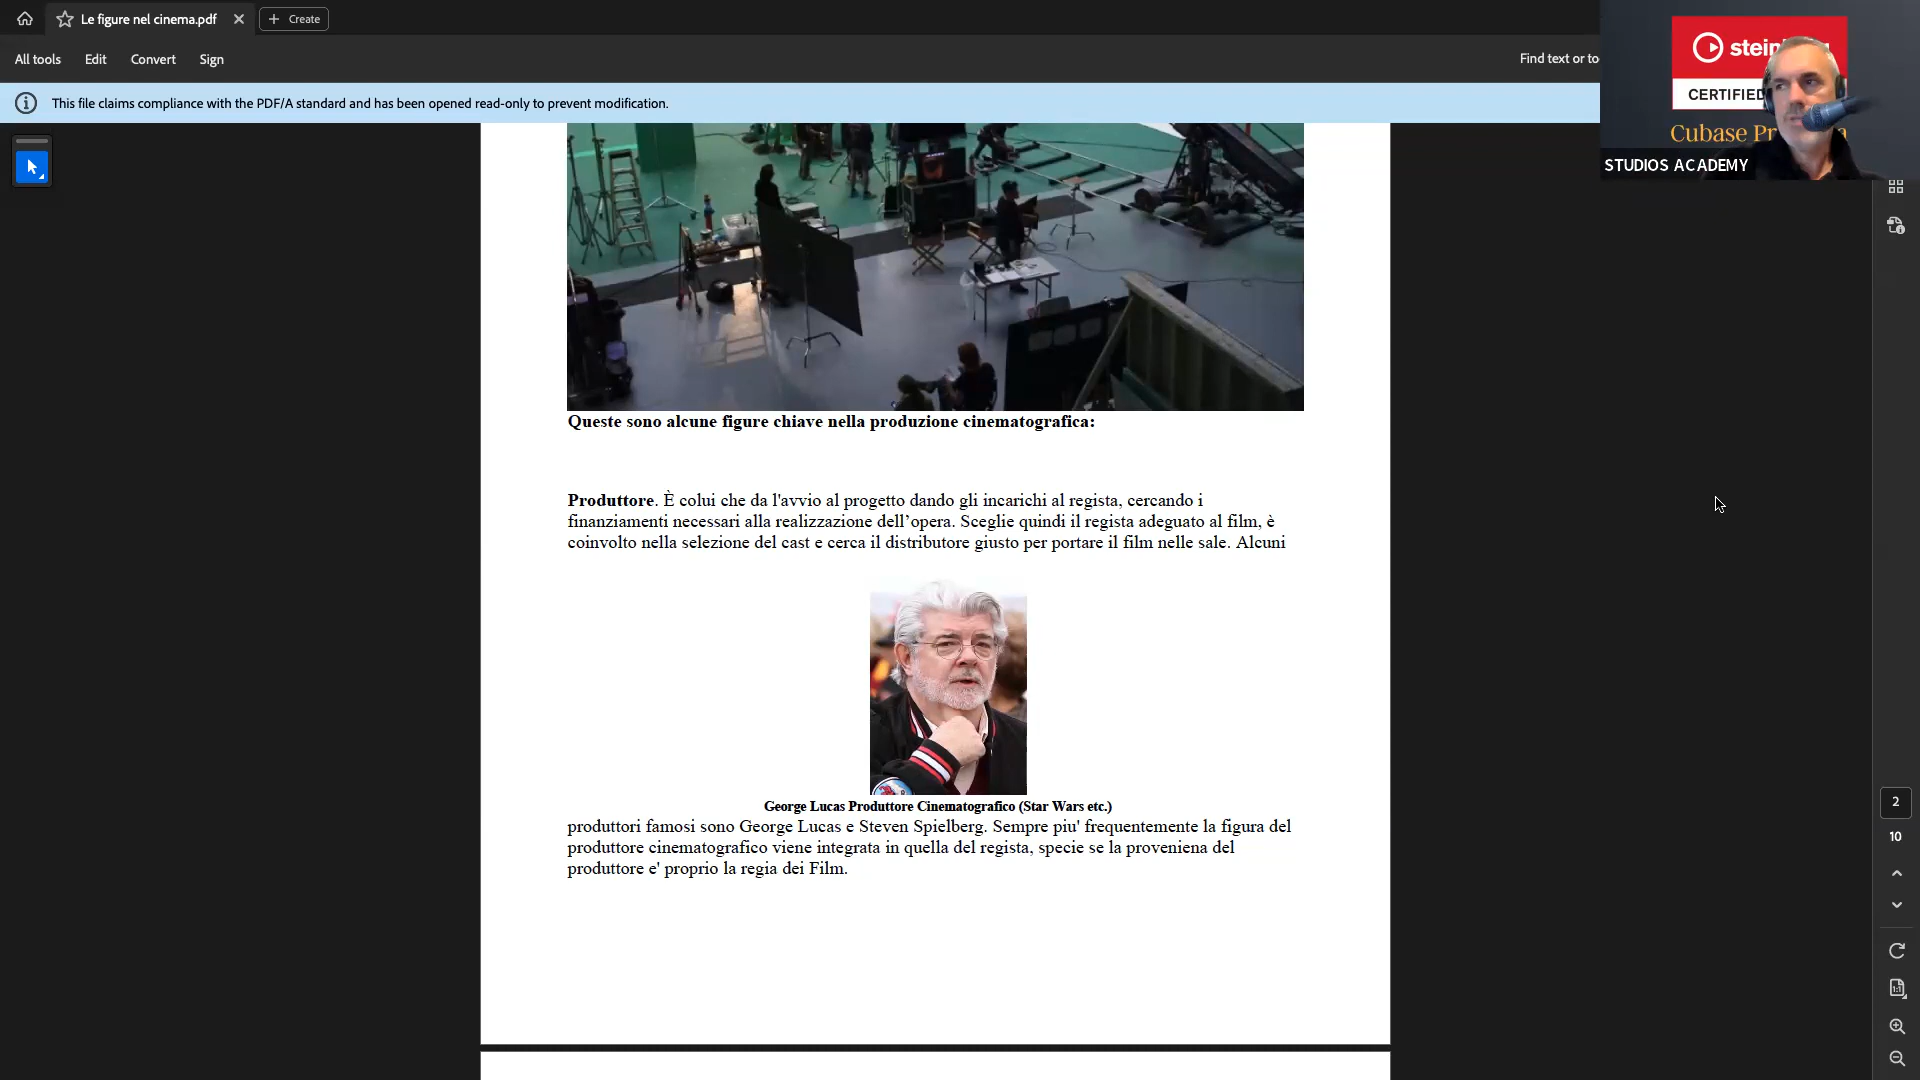 Le figure nel cinema.pdf
Create
All tools Edit Convert Sign
Find text or to
This file claims compliance with the PDF/A standard and has been opened read-only to prevent modification.
CERTIFIED
STUDIOS ACADEMY
Queste sono alcune figure chiave nella produzione cinematografica:
Produttore. È colui che da l'avvio al progetto dando gli incarichi al regista, cercando i
finanziamenti necessari alla realizzazione dell’opera. Sceglie quindi il regista adeguato al film, è
coinvolto nella selezione del cast e cerca il distributore giusto per portare il film nelle sale. Alcuni
George Lucas Produttore Cinematografico (Star Wars etc.)
produttori famosi sono George Lucas e Steven Spielberg. Sempre piu' frequentemente la figura del
produttore cinematografico viene integrata in quella del regista, specie se la proveniena del
produttore e' proprio la regia dei Film.
2
10
Cubase